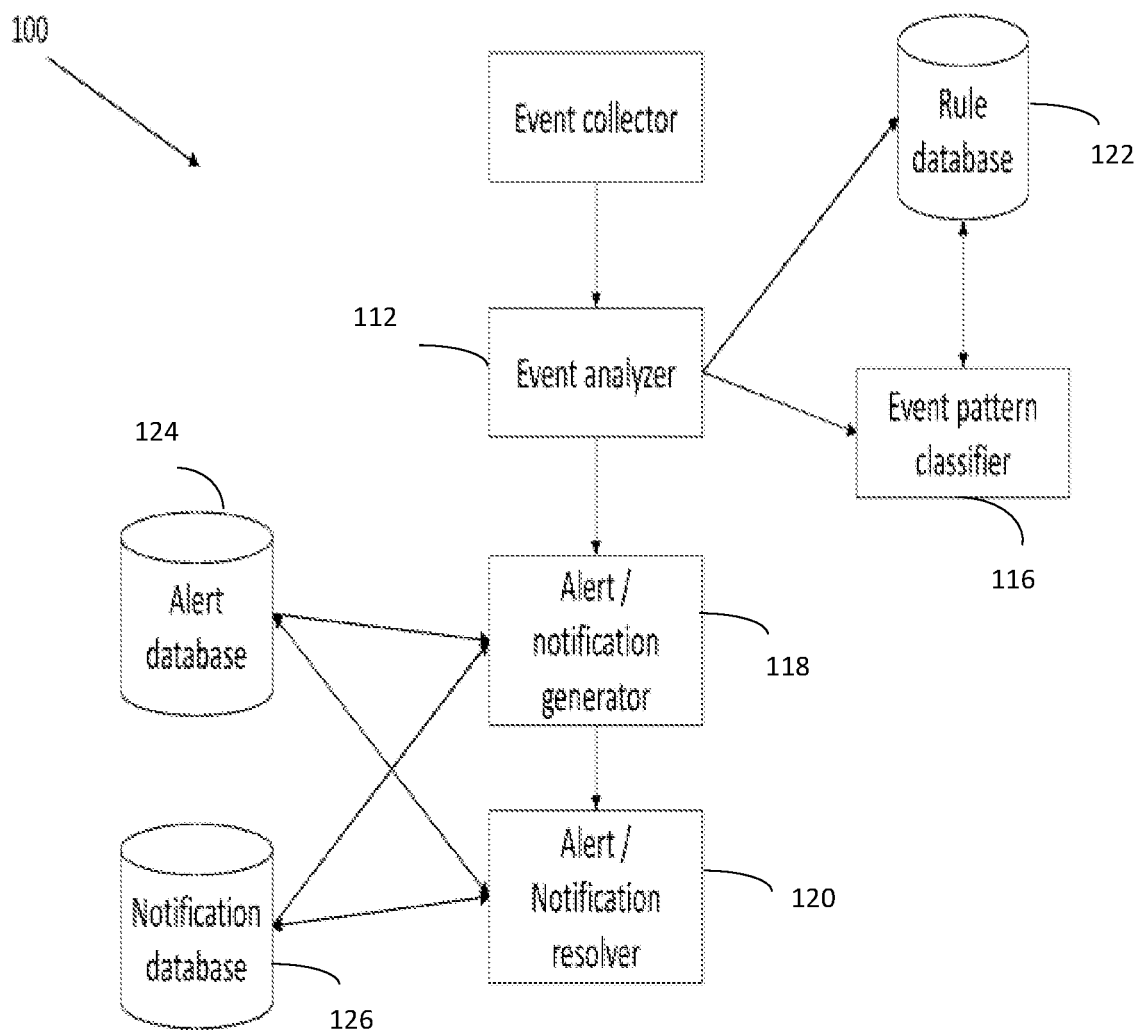 100
Event collector
Rule
database
122
112
Event analyzer
Event pattern
classifier
116
124
Alert
database
Alert /
notification
generator
118
Notification
database
126
Alert /
Notification
resolver
120